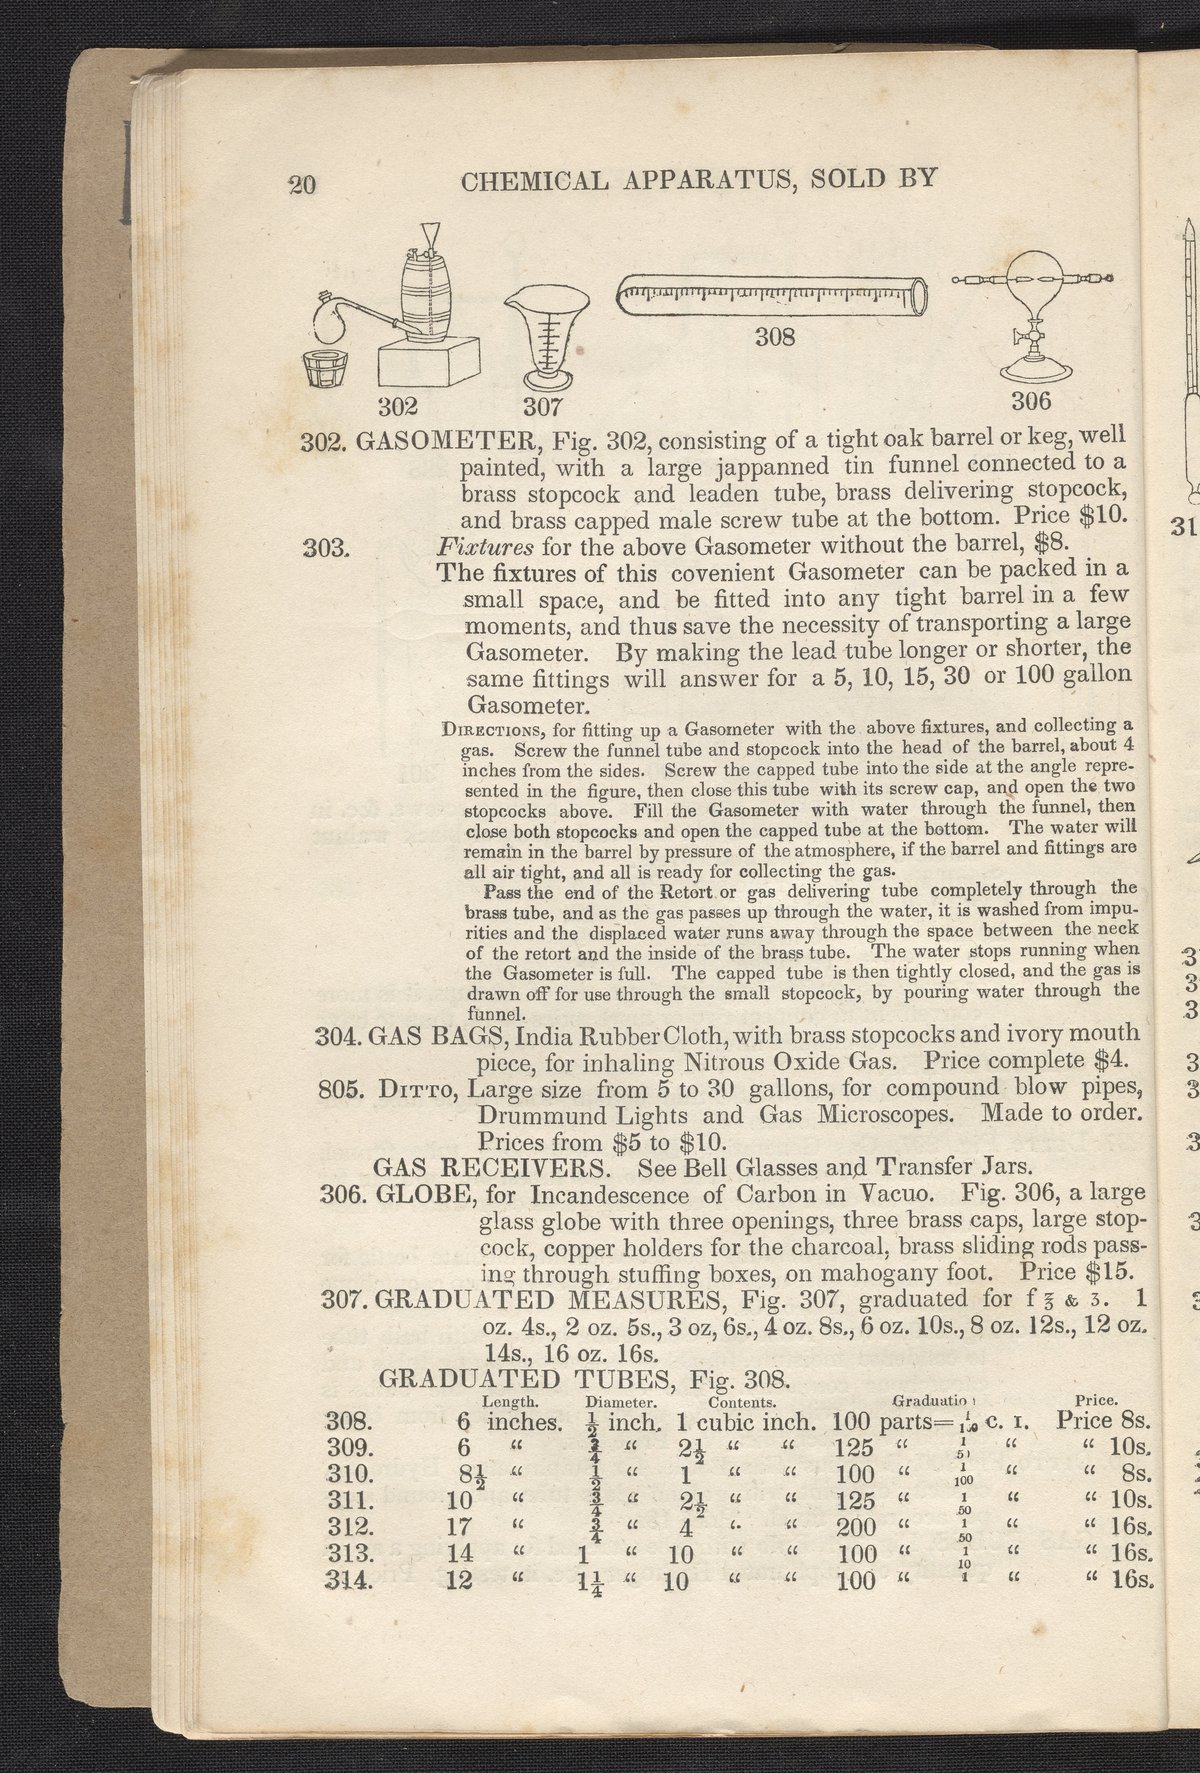 20
CHEMICAL APPARATUS, SOLD BY
302
307
308
306
302. GASOMETER, Fig. 302, consisting of a tight oak barrel or keg, well
painted, with a large jappanned tin funnel connected to a
brass stopcock and leaden tube, brass delivering stopcock,
and brass capped male screw tube at the bottom. Price $10.
303. Fixtures for the above Gasometer without the barrel, $8.
The fixtures of this covenient Gasometer can be packed in a
small space, and be fitted into any tight barrel in a few
moments, and thus save the necessity of transporting a large
Gasometer. By making the lead tube longer or shorter, the
same fittings will answer for a 5, 10, 15, 30 or 100 gallon
Gasometer.
DIRECTIONS, for fitting up a Gasometer with the above fixtures, and collecting a
gas. Screw the funnel tube and stopcock into the head of the barrel, about 4
inches from the sides. Screw the capped tube into the side at the angle repre-
sented in the figure, then close this tube with its screw cap, and open the two
stopcocks above. Fill the Gasometer with water through the funnel, then
close both stopcocks and open the capped tube at the bottom. The water will
remain in the barrel by pressure of the atmosphere, if the barrel and fittings are
all air tight, and all is ready for collecting the gas.
Pass the end of the Retort or gas delivering tube completely through the
brass tube, and as the gas passes up through the water, it is washed from impu-
rities and the displaced water runs away through the space between the neck
of the retort and the inside of the brass tube. The water stops running when
the Gasometer is full. The capped tube is then tightly closed, and the gas is
drawn off for use through the small stopcock, by pouring water through the
funnel.
304. GAS BAGS, India Rubber Cloth, with brass stopcocks and ivory mouth
piece, for inhaling Nitrous Oxide Gas. Price complete $4.
805. DITTO, Large size from 5 to 30 gallons, for compound blow pipes,
Drummund Lights and Gas Microscopes. Made to order.
Prices from $5 to $10.
GAS RECEIVERS. See Bell Glasses and Transfer Jars.
306. GLOBE, for Incandescence of Carbon in Vacuo. Fig. 306, a large
glass globe with three openings, three brass caps, large stop-
cock, copper holders for the charcoal, brass sliding rods pass-
ing through stuffing boxes, on mahogany foot. Price $15.
307. GRADUATED MEASURES, Fig. 307, graduated for f ℥ & ʒ. 1
oz. 4s., 2 oz. 5s., 3 oz, 6s., 4 oz. 8s., 6 oz. 10s., 8 oz. 12s., 12 oz.
14s., 16 oz. 16s.
GRADUATED TUBES, Fig. 308.
Length. Diameter. Contents. Graduatio Price.
308. 6 inches. ½ inch. 1 cubic inch. 100 parts= 1/100 c. I. Price 8s.
309. 6 “ ¾ “ 2½ “ “ 125 “ 1/50 “ “ 10s.
310. 8½ “ ½ “ 1 “ “ 100 “ 1/100 “ “ 8s.
311. 10 “ ¾ “ 2½ “ “ 125 “ 1/50 “ “ 10s.
312. 17 “ ¾ “ 4 “ “ 200 “ 1/50 “ “ 16s.
313. 14 “ 1 “ 10 “ “ 100 “ 1/10 “ “ 16s.
314. 12 “ 1¼ “ 10 “ “ 100 “ 1 “ “ 16s.